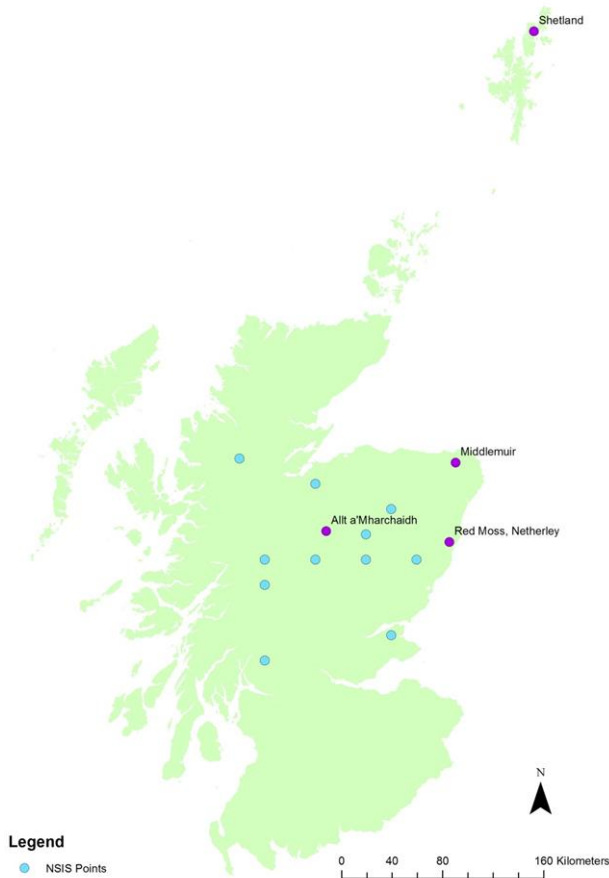 Shetland
Middlemuir
Allt a'Mharchaidh
Red Moss, Netherley
N
Legend
NSIS Points
0 40 80 160 Kilometers